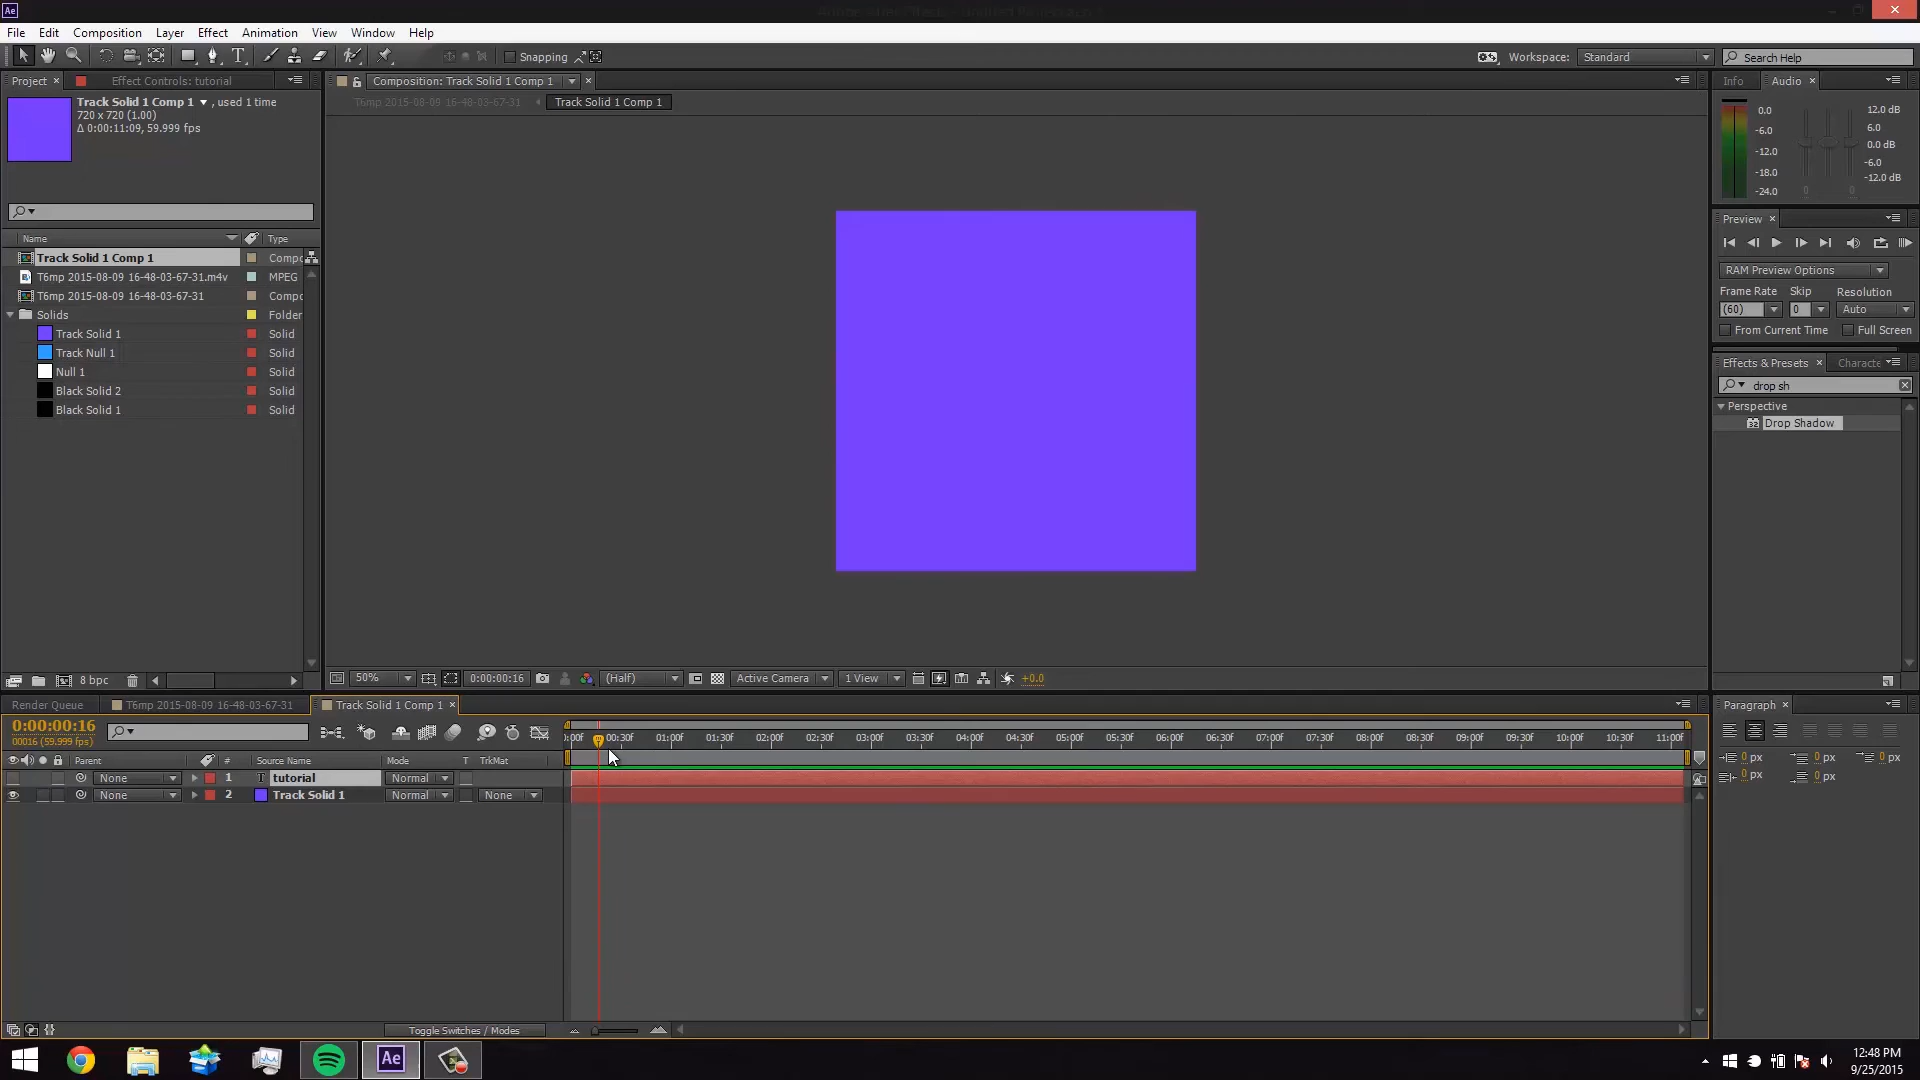 Ae
File Edit Composition Layer Effect Animation View Window Help
Snapping
Workspace: Standard Search Help
Project Effect Controls: tutorial
Composition: Track Solid 1 Comp 1
Info Audio
T6mp 2015-08-09 16-48-03-67-31 Track Solid 1 Comp 1
Track Solid 1 Comp 1 , used 1 time
720 x 720 (1.00)
Δ 0:00:11:09, 59.999 fps
0.0 12.0 dB
-6.0 6.0
-12.0 0.0 dB
-18.0 -6.0
-24.0 -12.0 dB
0 0
Preview
RAM Preview Options
Frame Rate Skip Resolution
(60) 0 Auto
From Current Time Full Screen
Effects & Presets Characte
drop sh
Perspective
32 Drop Shadow
Name Type
Track Solid 1 Comp 1 Compo
T6mp 2015-08-09 16-48-03-67-31.m4v MPEG
T6mp 2015-08-09 16-48-03-67-31 Compo
Solids Folder
Track Solid 1 Solid
Track Null 1 Solid
Null 1 Solid
Black Solid 2 Solid
Black Solid 1 Solid
8 bpc
50% 0:00:00:16 (Half) Active Camera 1 View +0.0
Render Queue T6mp 2015-08-09 16-48-03-67-31 Track Solid 1 Comp 1
Paragraph
0:00:00:16
00016 (59.999 fps)
):00f 00:30f 01:00f 01:30f 02:00f 02:30f 03:00f 03:30f 04:00f 04:30f 05:00f 05:30f 06:00f 06:30f 07:00f 07:30f 08:00f 08:30f 09:00f 09:30f 10:00f 10:30f 11:00f
0 px 0 px 0 px
0 px 0 px
Parent # Source Name Mode T TrkMat
None 1 T tutorial Normal
None 2 Track Solid 1 Normal None
Toggle Switches / Modes
Ae
12:48 PM
9/25/2015